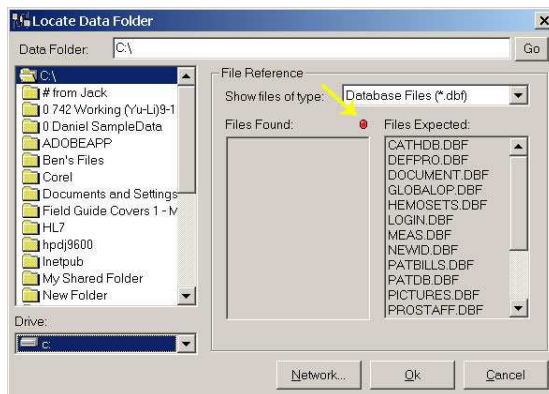 Locate Data Folder
Data Folder: C:\ Go
C:\
# from Jack
0 742 Working (Yu-Li)9-1
0 Daniel SampleData
ADOBEAPP
Ben's Files
Corel
Documents and Settings
Field Guide Covers 1 - M
HL7
hpdj9600
Inetpub
My Shared Folder
New Folder
Drive:
c:
File Reference
Show files of type: Database Files (*.dbf)
Files Found:
Files Expected:
CATHDB.DBF
DEFPRO.DBF
DOCUMENT.DBF
GLOBALOP.DBF
HEMOSETS.DBF
LOGIN.DBF
MEAS.DBF
NEWID.DBF
PATBILLS.DBF
PATDB.DBF
PICTURES.DBF
PROSTAFF.DBF
Network... Ok Cancel